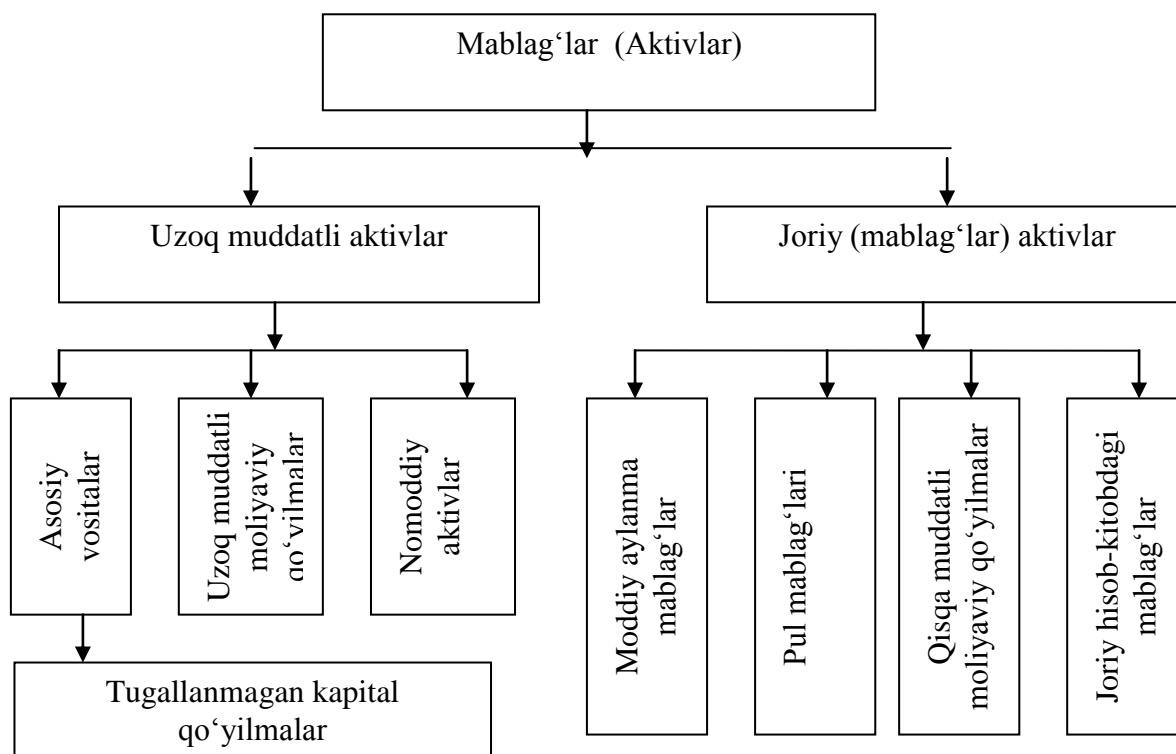 Mablag‘lar (Aktivlar)
Uzoq muddatli aktivlar
Joriy (mablag‘lar) aktivlar
Asosiy
vositalar
Uzoq muddatli
moliyaviy
qo‘yilmalar
Nomoddiy
aktivlar
Moddiy aylanma
mablag‘lar
Pul mablag‘lari
Qisqa muddatli
moliyaviy qo‘yilmalar
Joriy hisob-kitobdagi
mablag‘lar
Tugallanmagan kapital
qo‘yilmalar